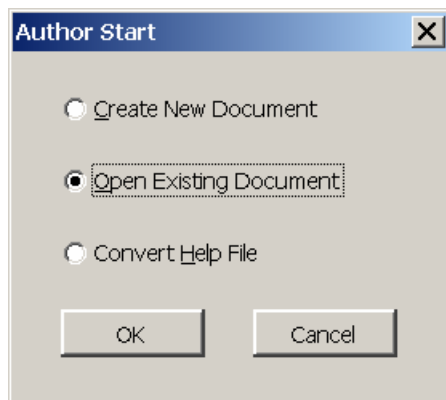 Author Start
Create New Document
Open Existing Document
Convert Help File
OK Cancel